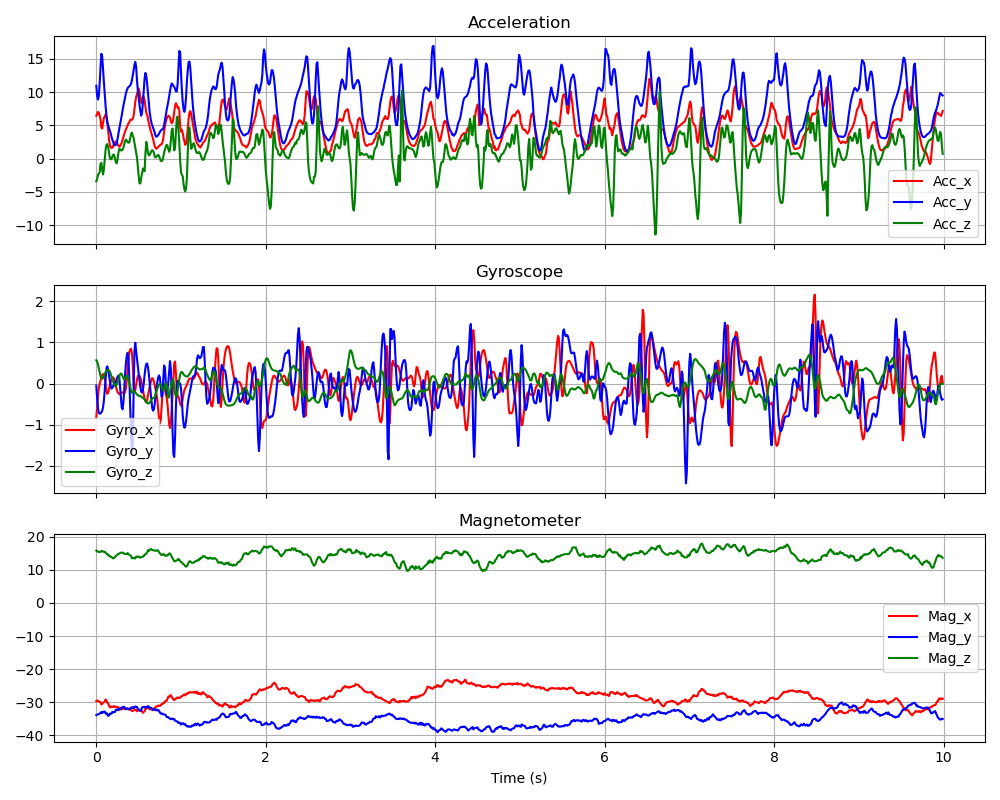 Acceleration
15
10
5
0
−5
−10
Acc_x
Acc_y
Acc_z
Gyroscope
2
1
0
−1
−2
Gyro_x
Gyro_y
Gyro_z
Magnetometer
20
10
0
−10
−20
−30
−40
Mag_x
Mag_y
Mag_z
0 2 4 6 8 10
Time (s)